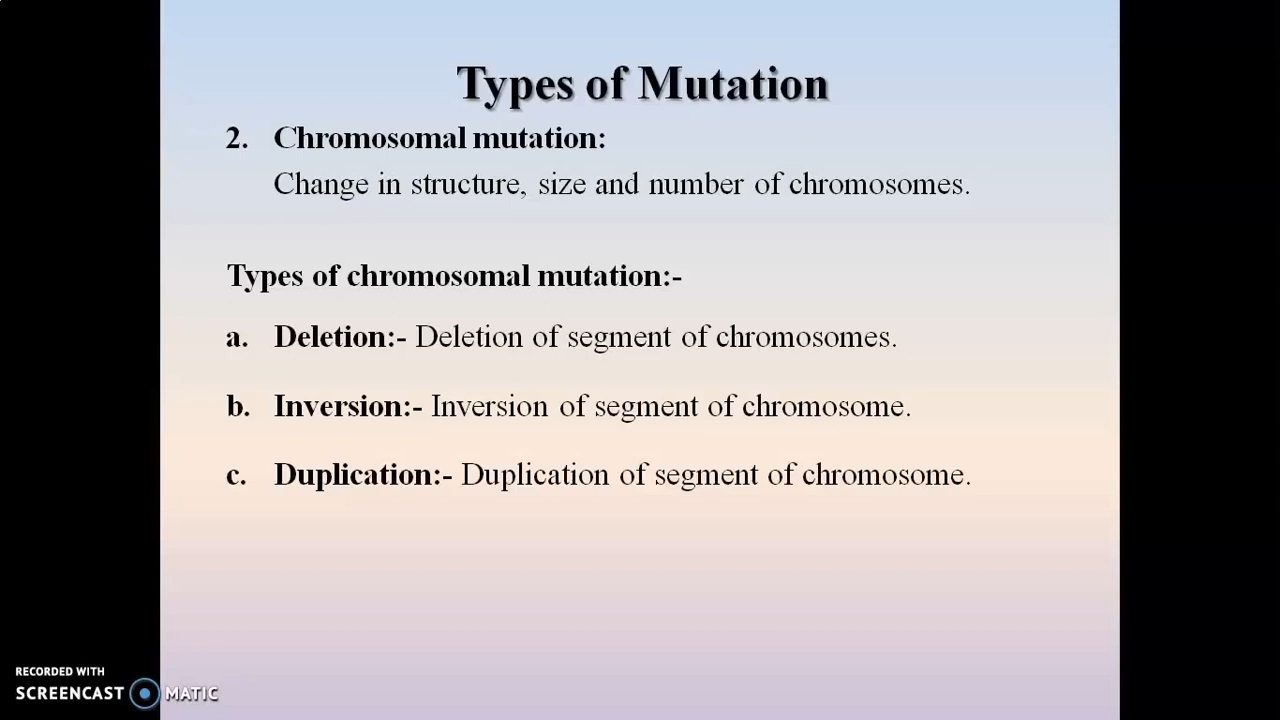 Types of Mutation
2. Chromosomal mutation:
Change in structure, size and number of chromosomes.
Types of chromosomal mutation:-
a. Deletion:- Deletion of segment of chromosomes.
b. Inversion:- Inversion of segment of chromosome.
c. Duplication:- Duplication of segment of chromosome.
RECORDED WITH
SCREENCAST MATIC